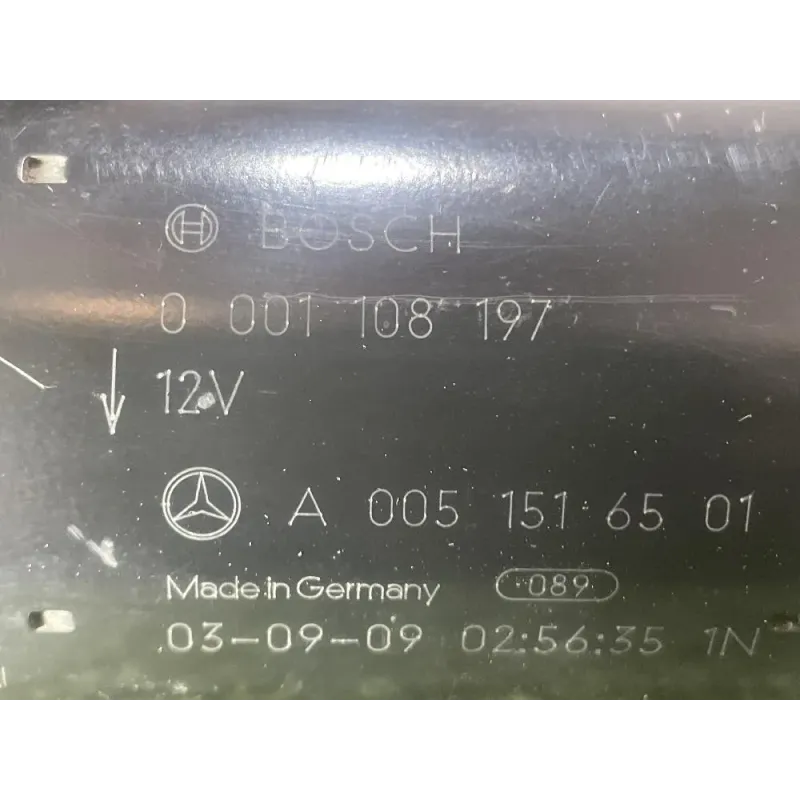 BOSCH
0 001 108 197
12V
A 005 151 65 01
Made in Germany 089
03-09-09 02:56:35 1N